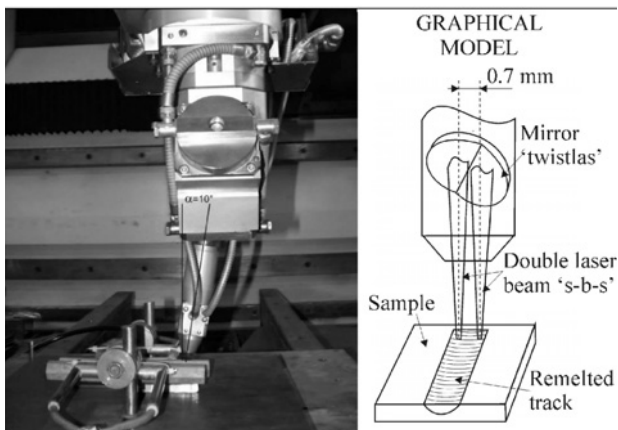 α=10°
GRAPHICAL
MODEL
0.7 mm
Mirror
'twistlas'
Double laser
beam 's-b-s'
Sample
Remelted
track